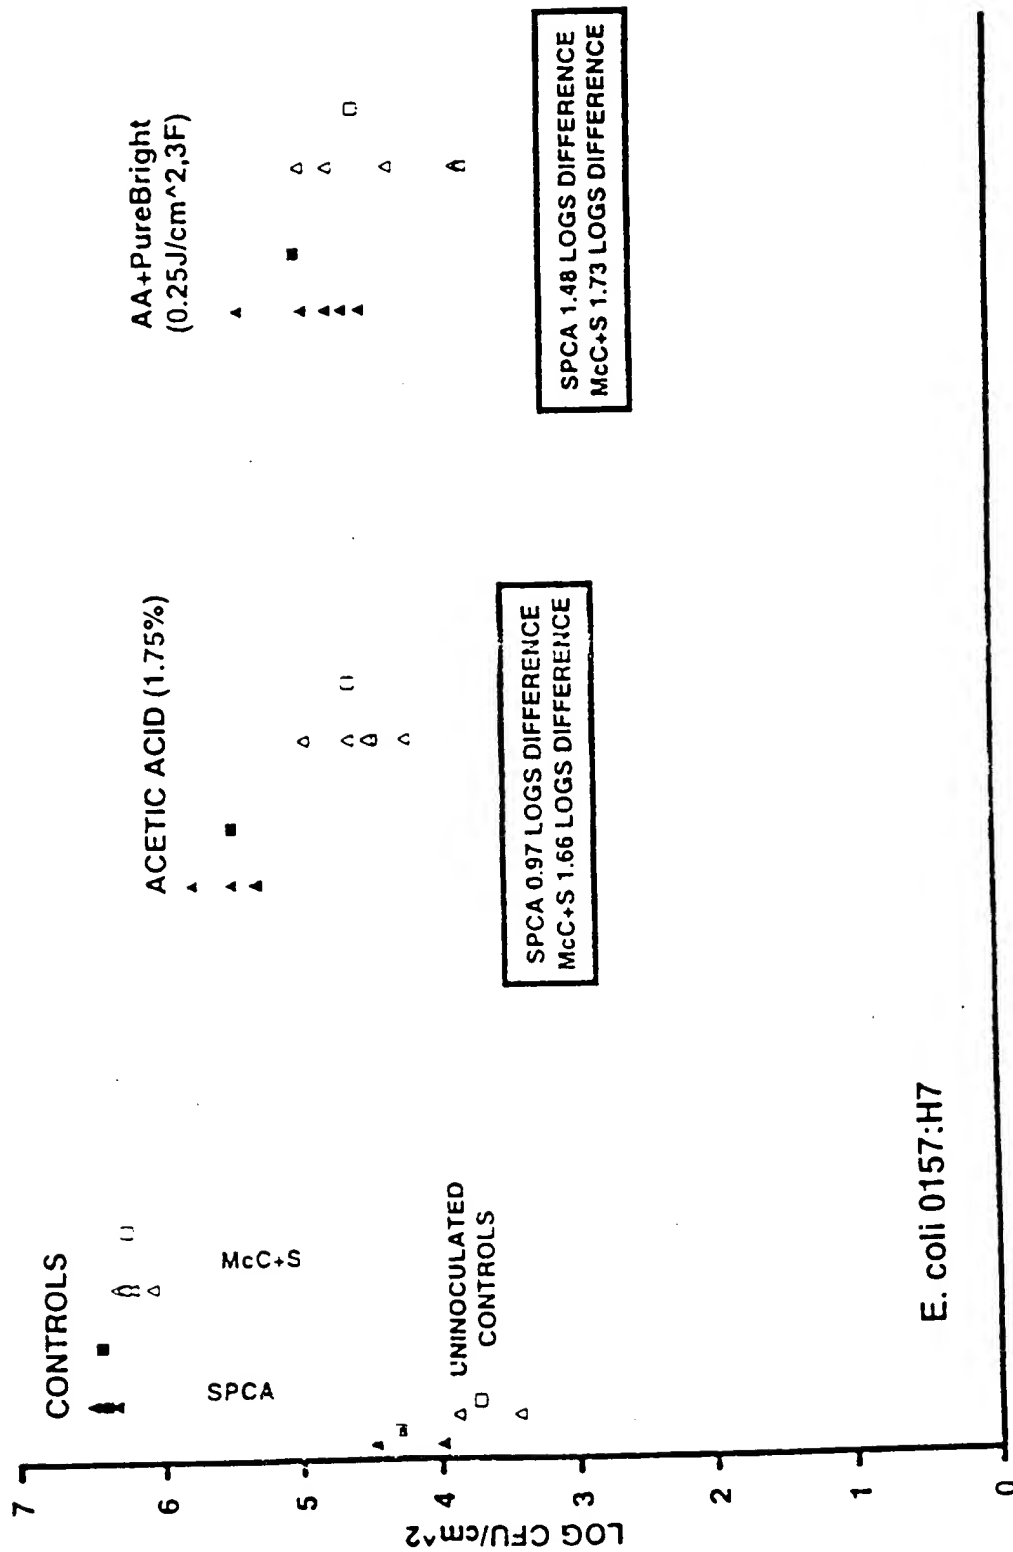 CONTROLS
SPCA
McC+S
UNINOCULATED
CONTROLS
ACETIC ACID (1.75%)
AA+PureBright
(0.25J/cm^2,3F)
SPCA 0.97 LOGS DIFFERENCE
McC+S 1.66 LOGS DIFFERENCE
SPCA 1.48 LOGS DIFFERENCE
McC+S 1.73 LOGS DIFFERENCE
E. coli 0157:H7
LOG CFU/cm^2
7
6
5
4
3
2
1
0